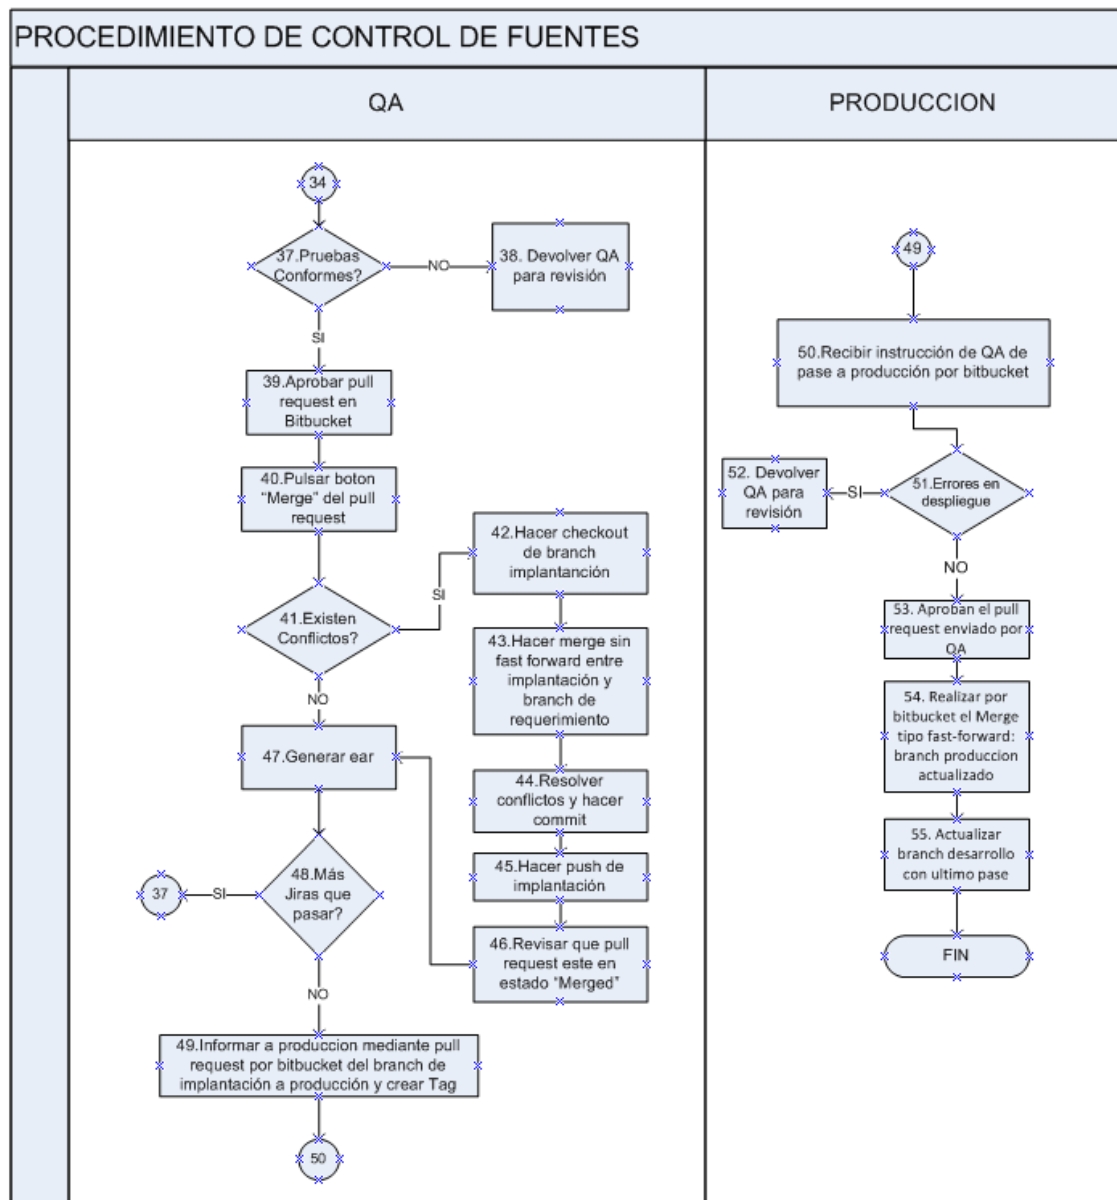 PROCEDIMIENTO DE CONTROL DE FUENTES
QA
34
37.Pruebas
Conformes?
NO
38. Devolver QA
para revisión
SI
39.Aprobar pull
request en
Bitbucket
40.Pulsar boton
“Merge” del pull
request
41.Existen
Conflictos?
SI
42.Hacer checkout
de branch
implantanción
43.Hacer merge sin
fast forward entre
implantación y
branch de
requerimiento
44.Resolver
conflictos y hacer
commit
45.Hacer push de
implantación
46.Revisar que pull
request este en
estado “Merged”
NO
47.Generar ear
48.Más
Jiras que
pasar?
SI
37
NO
49.Informar a produccion mediante pull
request por bitbucket del branch de
implantación a producción y crear Tag
50
PRODUCCION
49
50.Recibir instrucción de QA de
pase a producción por bitbucket
51.Errores en
despliegue
SI
52. Devolver
QA para
revisión
NO
53. Aproban el pull
request enviado por
QA
54. Realizar por
bitbucket el Merge
tipo fast-forward:
branch produccion
actualizado
55. Actualizar
branch desarrollo
con ultimo pase
FIN